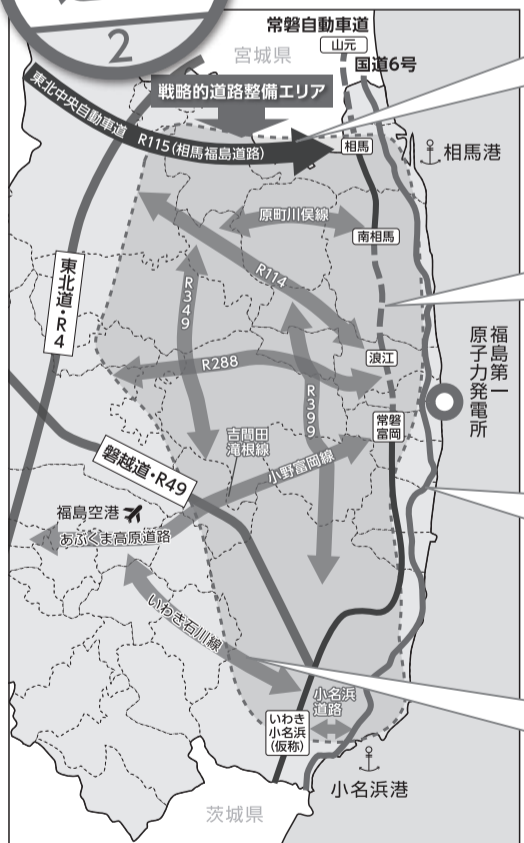 2
常磐自動車道
山元
宮城県
国道6号
戦略的道路整備エリア
東北中央自動車道 R115(相馬福島道路)
相馬
相馬港
原町川俣線
南相馬
R114
東北道・R4
R349
福島第一
原子力発電所
浪江
R288
R399
常磐
富岡
吉間田
滝根線
小野富岡線
磐越道・R49
福島空港
あぶくま高原道路
いわき石川線
小名浜
道路
いわき
小名浜
(仮称)
小名浜港
茨城県